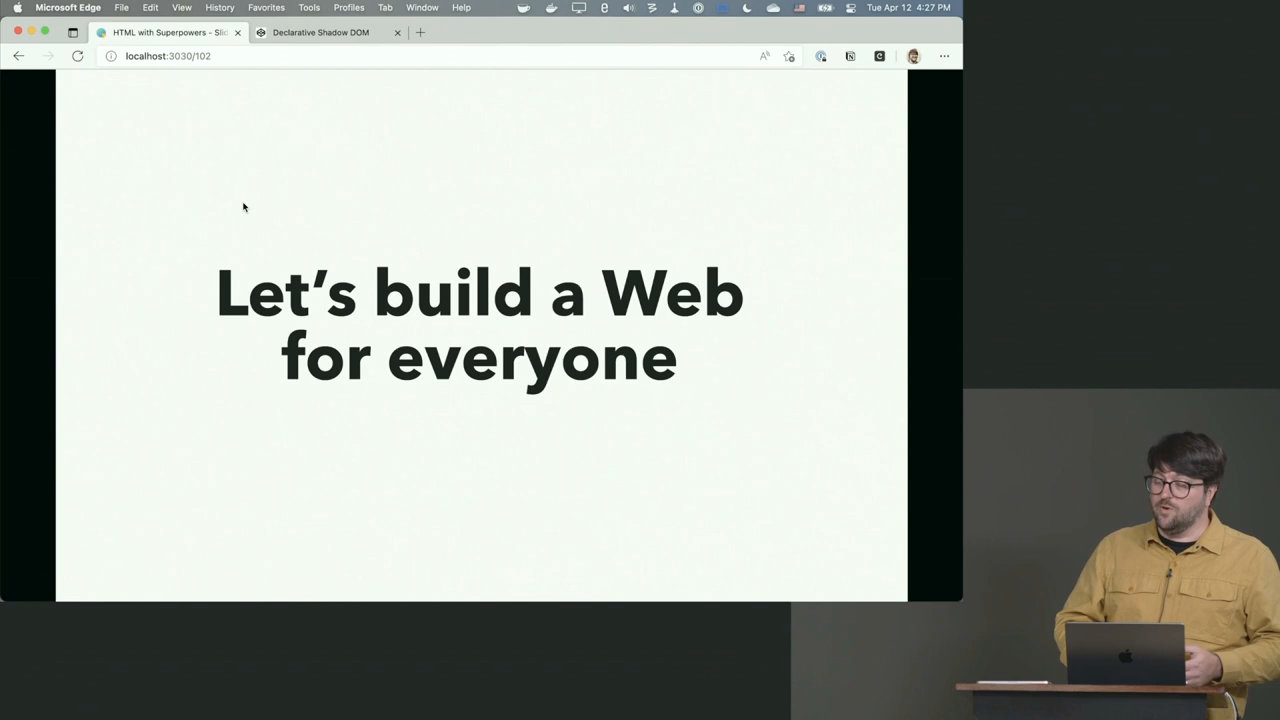 Microsoft Edge File Edit View History Favorites Tools Profiles Tab Window Help Tue Apr 12 4:27 PM
HTML with Superpowers - Slid Declarative Shadow DOM
localhost:3030/102
Let's build a Web
for everyone